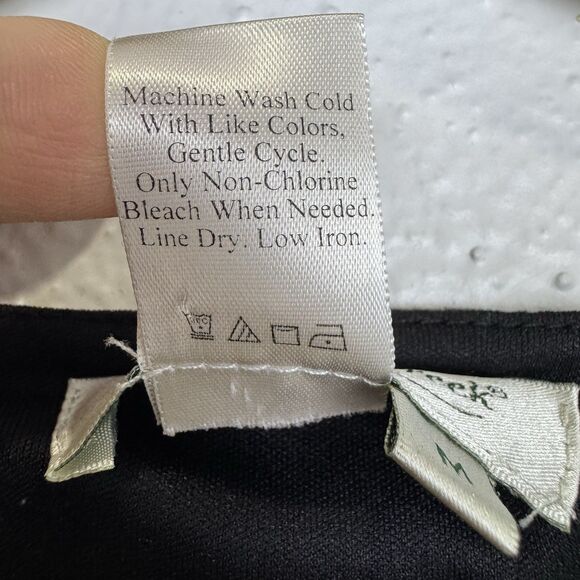 Machine Wash Cold
With Like Colors,
Gentle Cycle.
Only Non-Chlorine
Bleach When Needed.
Line Dry. Low Iron.
M